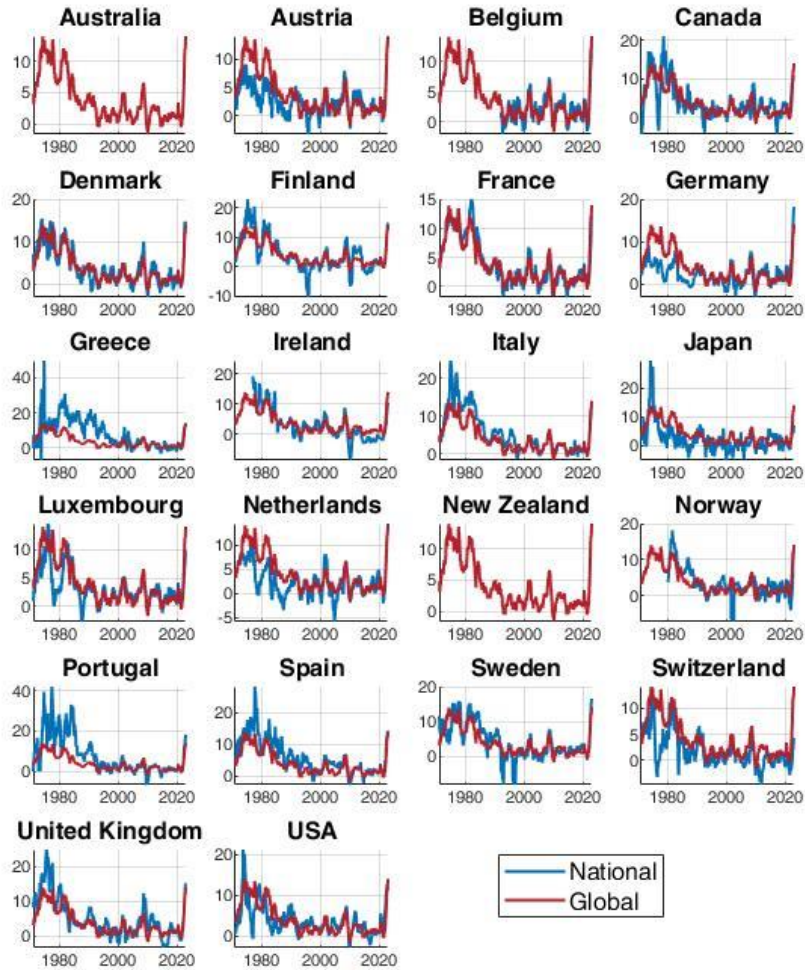 Australia Austria Belgium Canada
10 5 0 1980 2000 2020
10 5 0 1980 2000 2020
10 5 0 1980 2000 2020
20 10 0 1980 2000 2020
Denmark Finland France Germany
20 10 0 1980 2000 2020
20 10 0 -10 1980 2000 2020
15 10 5 0 1980 2000 2020
15 10 5 0 1980 2000 2020
Greece Ireland Italy Japan
40 20 0 1980 2000 2020
20 10 0 1980 2000 2020
20 10 0 1980 2000 2020
20 10 0 1980 2000 2020
Luxembourg Netherlands New Zealand Norway
10 5 0 1980 2000 2020
10 5 0 -5 1980 2000 2020
10 5 0 1980 2000 2020
20 10 0 1980 2000 2020
Portugal Spain Sweden Switzerland
40 20 0 1980 2000 2020
20 10 0 1980 2000 2020
20 10 0 1980 2000 2020
10 5 0 1980 2000 2020
United Kingdom USA
20 10 0 1980 2000 2020
20 10 0 1980 2000 2020
National
Global